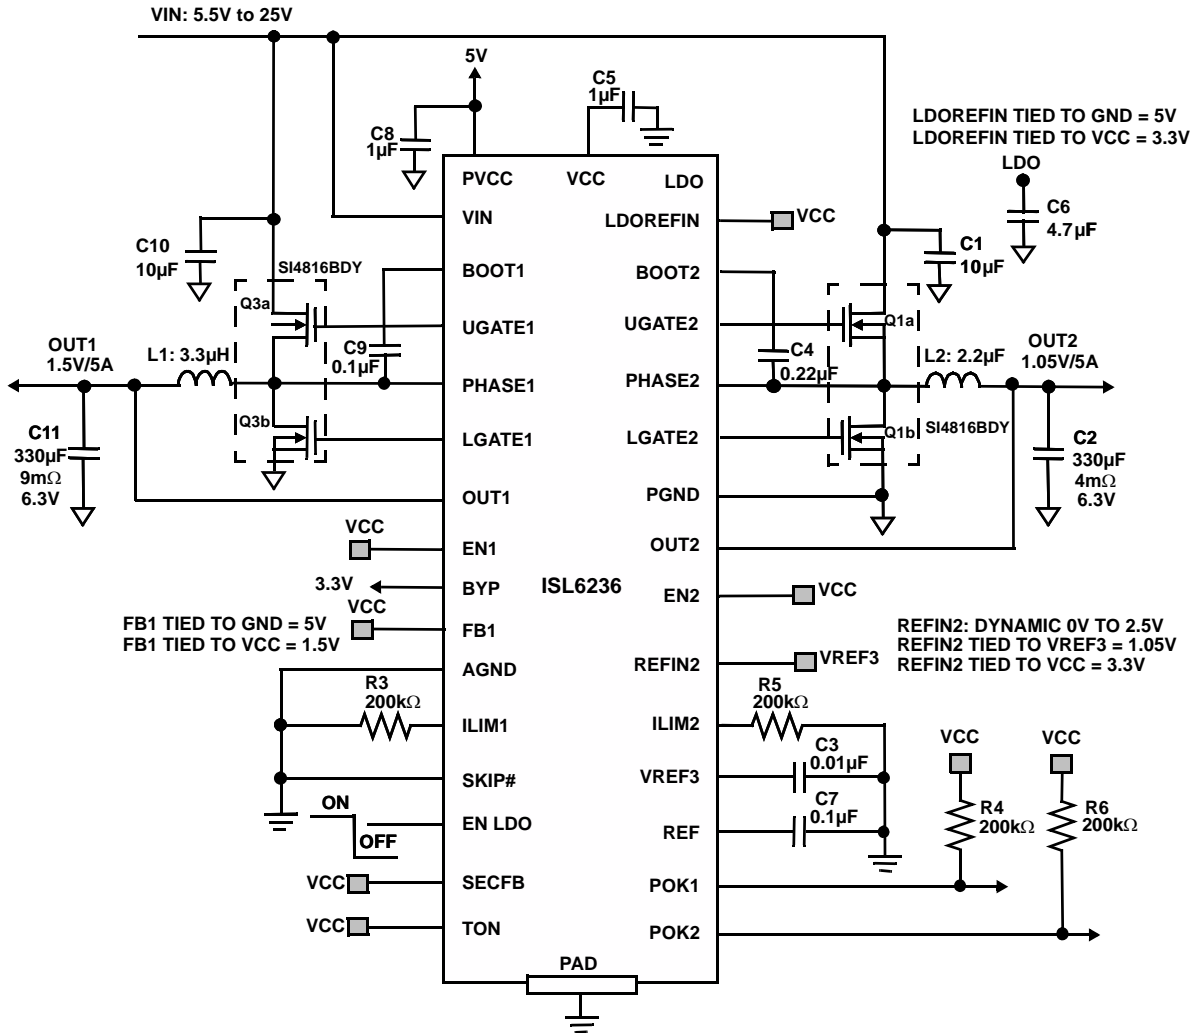 VIN: 5.5V to 25V
5V
C5
1µF
C8
1µF
LDOREFIN TIED TO GND = 5V
LDOREFIN TIED TO VCC = 3.3V
LDO
C6
4.7µF
PVCC
VCC
LDO
VIN
LDOREFIN
VCC
C10
10µF
SI4816BDY
BOOT1
BOOT2
C1
10µF
Q3a
UGATE1
UGATE2
Q1a
OUT1
1.5V/5A
L1: 3.3µH
C9
0.1µF
C4
0.22µF
L2: 2.2µF
OUT2
1.05V/5A
PHASE1
PHASE2
Q3b
LGATE1
LGATE2
Q1b
SI4816BDY
C11
330µF
9mΩ
6.3V
C2
330µF
4mΩ
6.3V
OUT1
PGND
VCC
EN1
OUT2
3.3V
BYP
ISL6236
EN2
VCC
VCC
FB1 TIED TO GND = 5V
FB1 TIED TO VCC = 1.5V
FB1
REFIN2: DYNAMIC 0V TO 2.5V
REFIN2 TIED TO VREF3 = 1.05V
REFIN2 TIED TO VCC = 3.3V
AGND
REFIN2
VREF3
R3
200kΩ
R5
200kΩ
ILIM1
ILIM2
VCC
VCC
C3
0.01µF
SKIP#
VREF3
ON
OFF
EN LDO
C7
0.1µF
REF
R4
200kΩ
R6
200kΩ
VCC
SECFB
POK1
VCC
TON
POK2
PAD